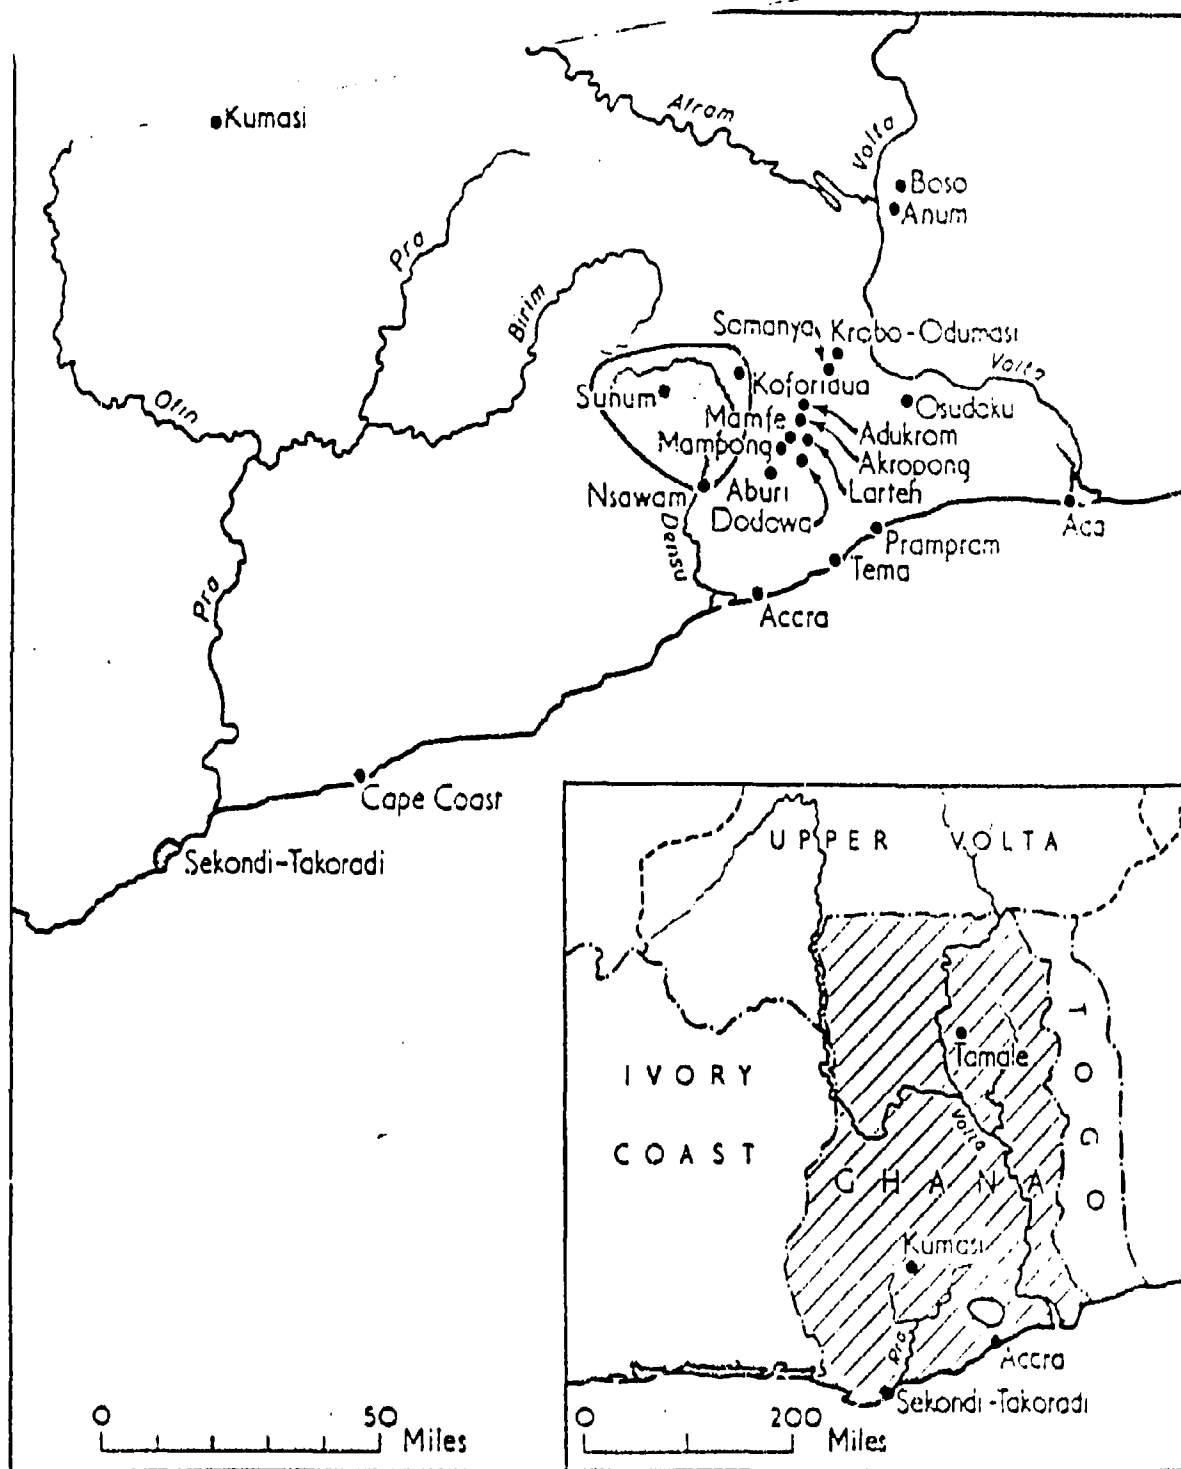 Kumasi
Afram
Volta
Boso
Anum
Pra
Birim
Somanya
Krobo-Odumasi
Volta
Suhum
Koforidua
Osudoku
Ofin
Mamfe
Adukrom
Mampong
Akropong
Nsawam
Aburi
Larteh
Dodowa
Ada
Densu
Prampram
Tema
Pra
Accra
Cape Coast
Sekondi-Takoradi
UPPER VOLTA
Tamale
IVORY
COAST
TOGO
Volta
GHANA
Kumasi
Pra
Accra
Sekondi-Takoradi
0 50
Miles
0 200
Miles